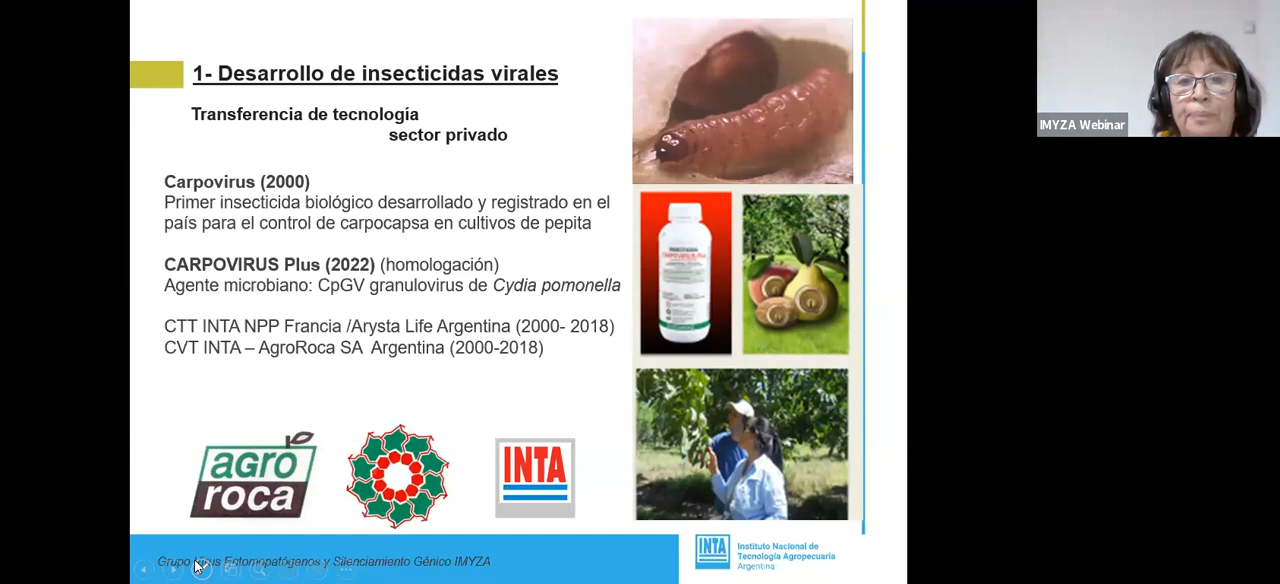 1- Desarrollo de insecticidas virales
Transferencia de tecnología
sector privado
Carpovirus (2000)
Primer insecticida biológico desarrollado y registrado en el
país para el control de carpocapsa en cultivos de pepita
CARPOVIRUS Plus (2022) (homologación)
Agente microbiano: CpGV granulovirus de Cydia pomonella
CTT INTA NPP Francia /Arysta Life Argentina (2000- 2018)
CVT INTA – AgroRoca SA Argentina (2000-2018)
agro
roca
INTA
Grupo Virus Entomopatógenos y Silenciamiento Génico IMYZA
INTA
Instituto Nacional de
Tecnología Agropecuaria
Argentina
IMYZA Webinar